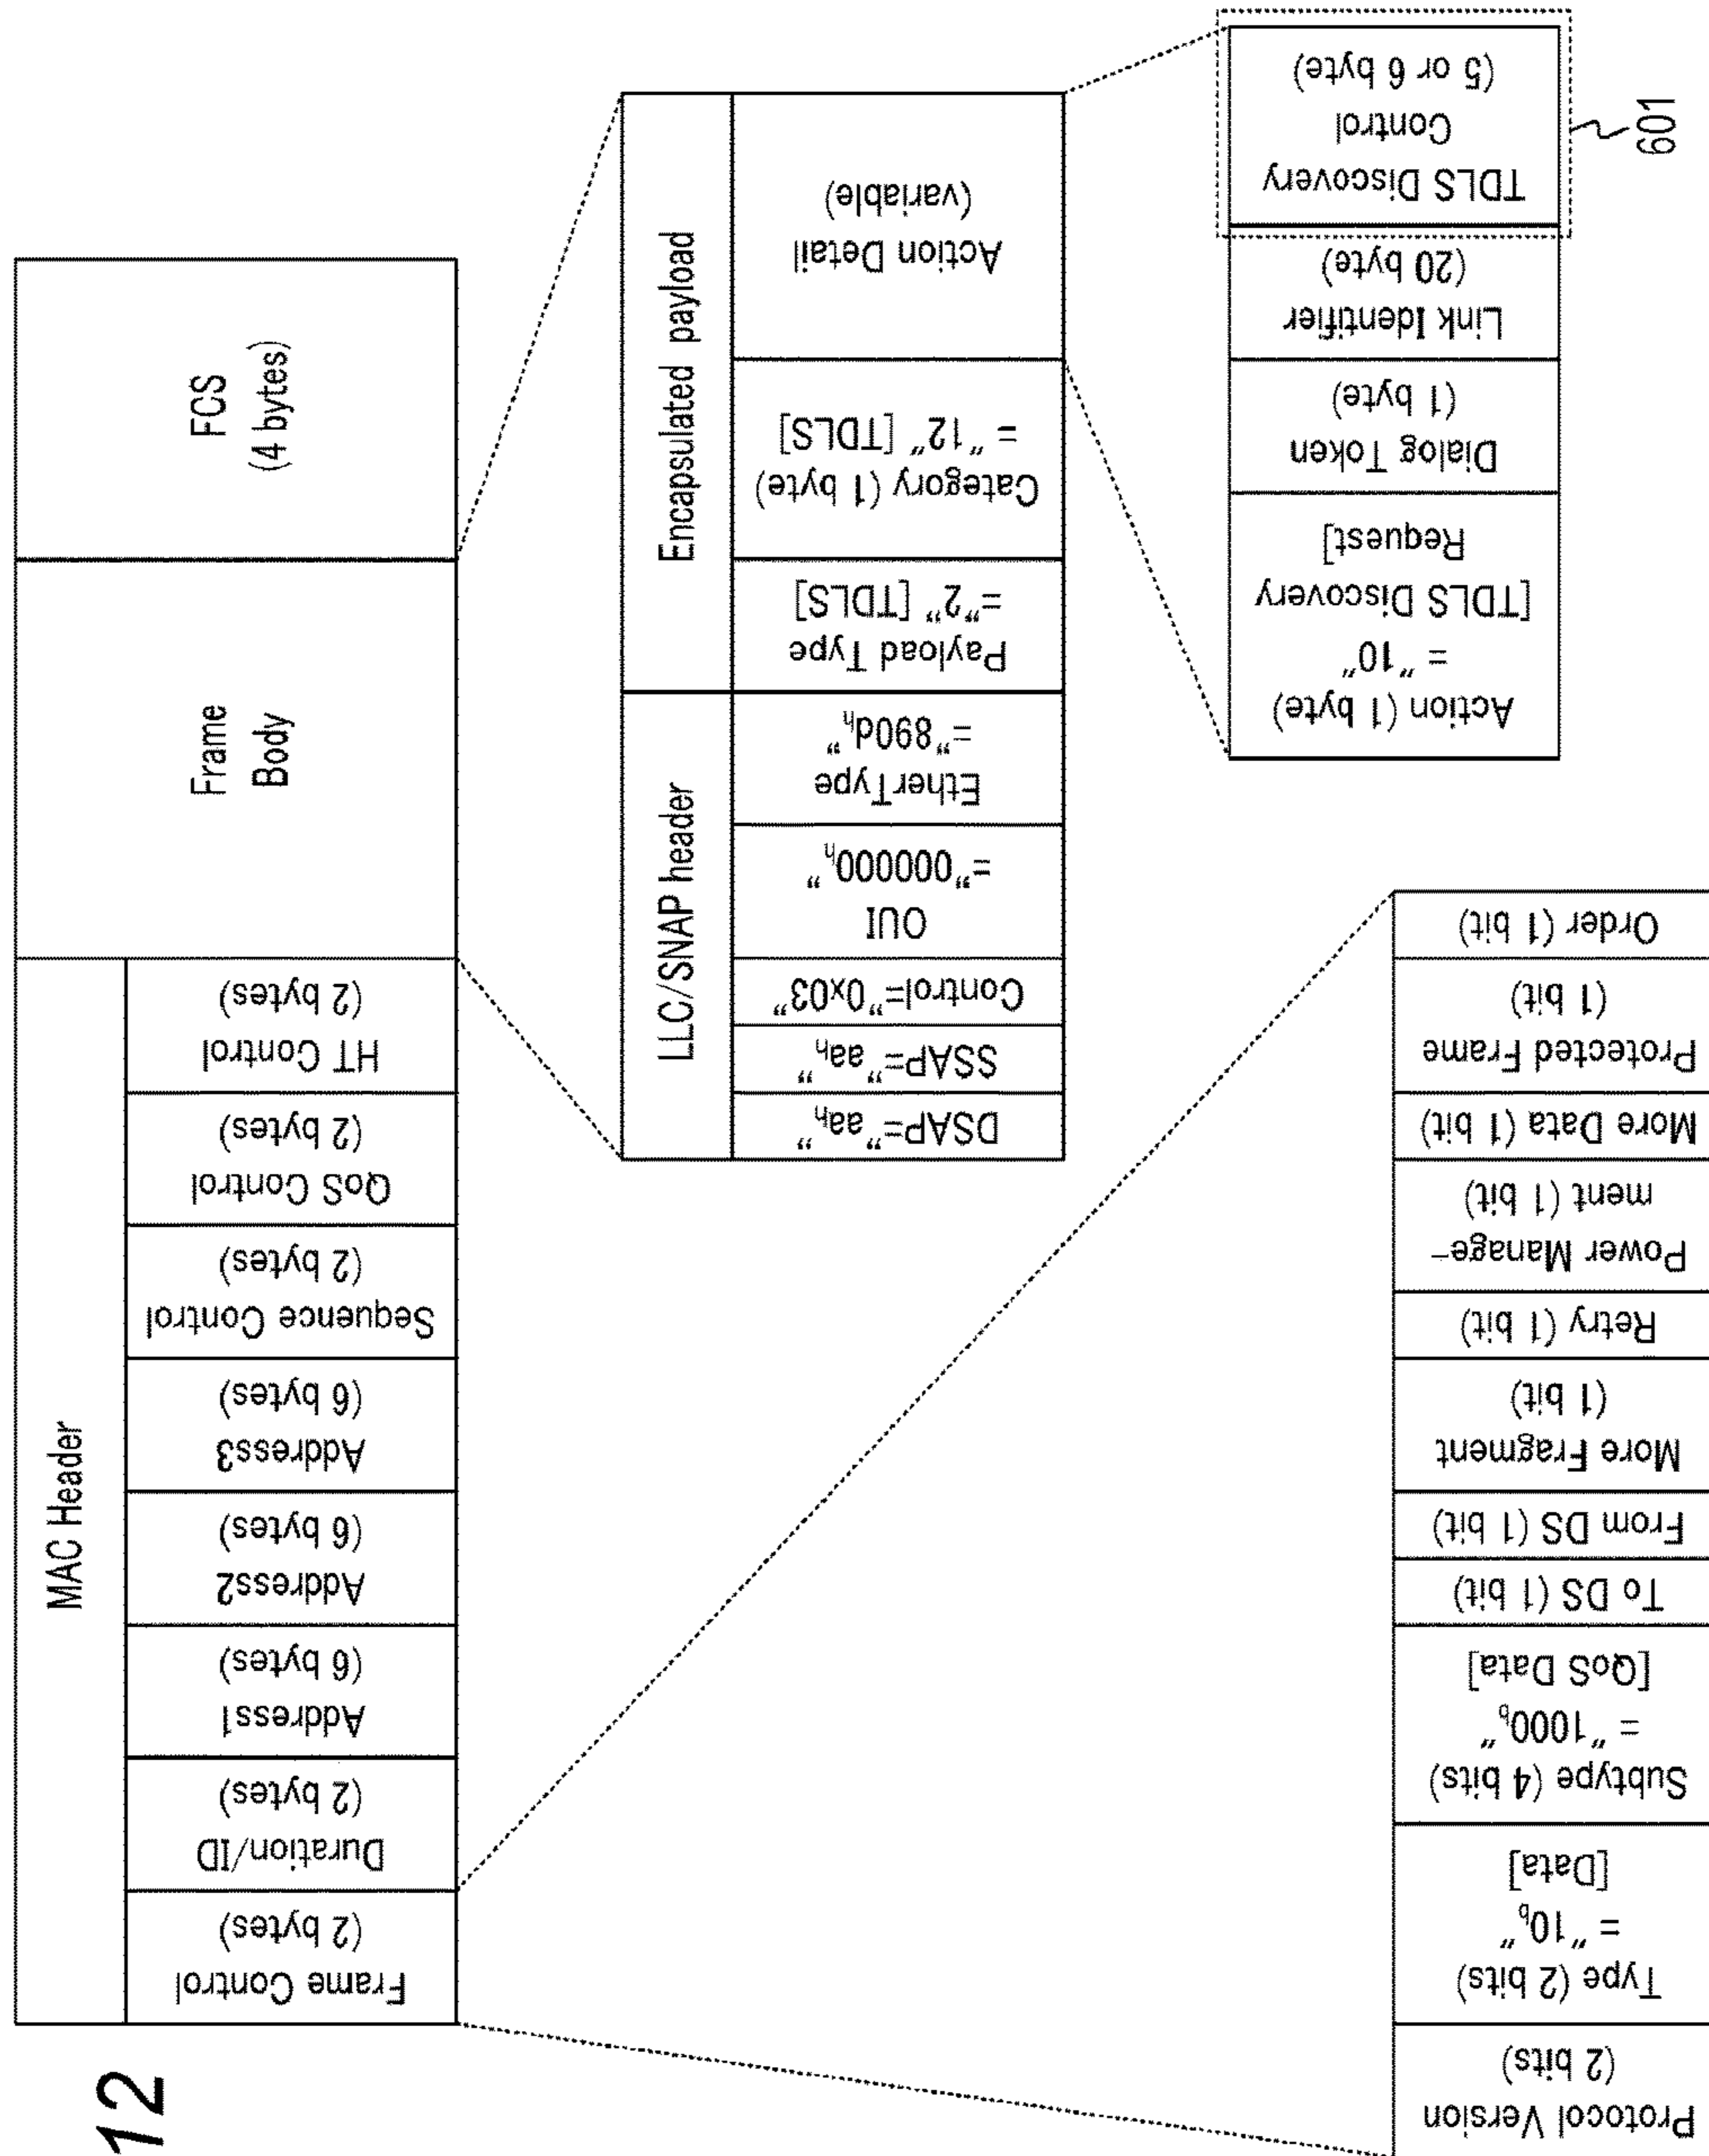 12
MAC Header
Frame
Body
FCS
(4 bytes)
Frame Control
(2 bytes)
Duration/ID
(2 bytes)
Address1
(6 bytes)
Address2
(6 bytes)
Address3
(6 bytes)
Sequence Control
(2 bytes)
QoS Control
(2 bytes)
HT Control
(2 bytes)
LLC/SNAP header
Encapsulated payload
DSAP="aah"
SSAP="aah"
Control="0x03"
OUI
="000000h"
EtherType
="890dh"
Payload Type
="2" [TDLS]
Category (1 byte)
= "12" [TDLS]
Action Detail
(variable)
Action (1 byte)
= "10"
[TDLS Discovery
Request]
Dialog Token
(1 byte)
Link Identifier
(20 byte)
TDLS Discovery
Control
(5 or 6 byte)
601
Protocol Version
(2 bits)
Type (2 bits)
= "10b"
[Data]
Subtype (4 bits)
= "1000b"
[QoS Data]
To DS (1 bit)
From DS (1 bit)
More Fragment
(1 bit)
Retry (1 bit)
Power Manage-
ment (1 bit)
More Data (1 bit)
Protected Frame
(1 bit)
Order (1 bit)